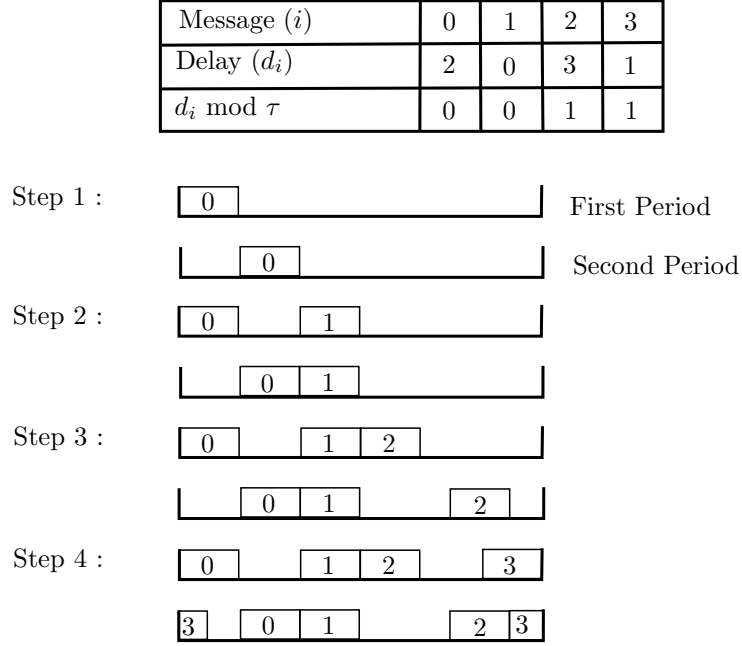 Message (i) 0 1 2 3
Delay (dᵢ) 2 0 3 1
dᵢ mod τ 0 0 1 1
Step 1 : 0 First Period
0 Second Period
Step 2 : 0 1
0 1
Step 3 : 0 1 2
0 1 2
Step 4 : 0 1 2 3
3 0 1 2 3